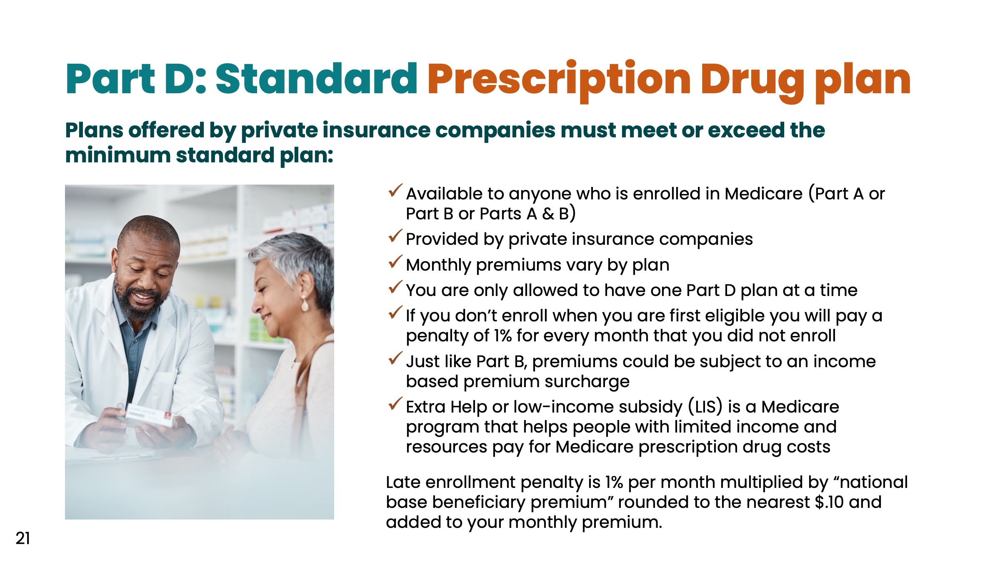 Part D: Standard Prescription Drug plan
Plans offered by private insurance companies must meet or exceed the
minimum standard plan:
✓ Available to anyone who is enrolled in Medicare (Part A or
Part B or Parts A & B)
✓ Provided by private insurance companies
✓ Monthly premiums vary by plan
✓ You are only allowed to have one Part D plan at a time
✓ If you don’t enroll when you are first eligible you will pay a
penalty of 1% for every month that you did not enroll
✓ Just like Part B, premiums could be subject to an income
based premium surcharge
✓ Extra Help or low-income subsidy (LIS) is a Medicare
program that helps people with limited income and
resources pay for Medicare prescription drug costs
Late enrollment penalty is 1% per month multiplied by “national
base beneficiary premium” rounded to the nearest $.10 and
added to your monthly premium.
21